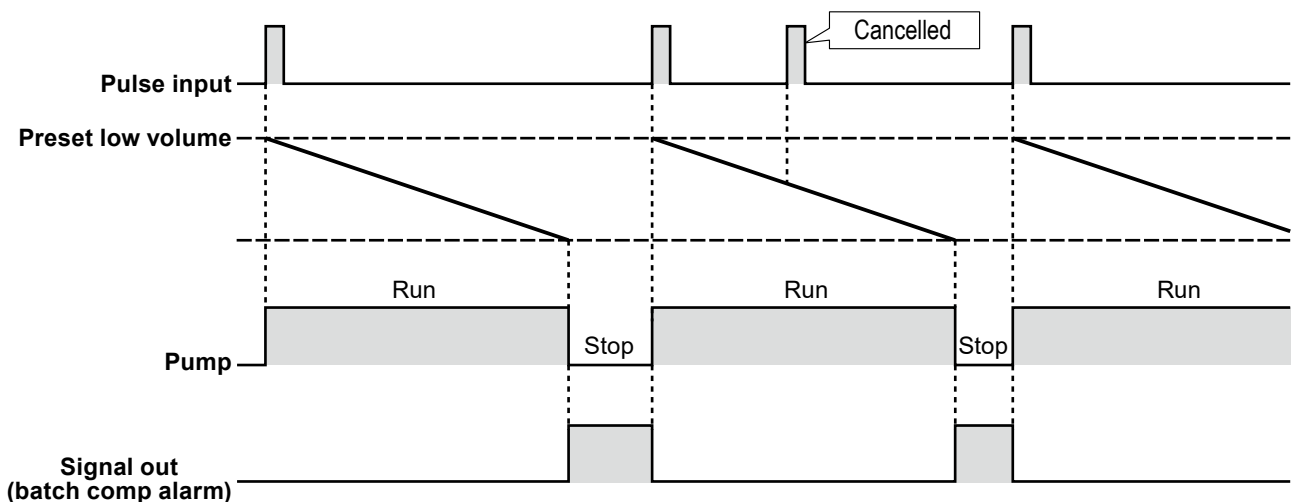 Cancelled
Pulse input
Preset low volume
Run
Run
Run
Stop
Stop
Pump
Signal out
(batch comp alarm)